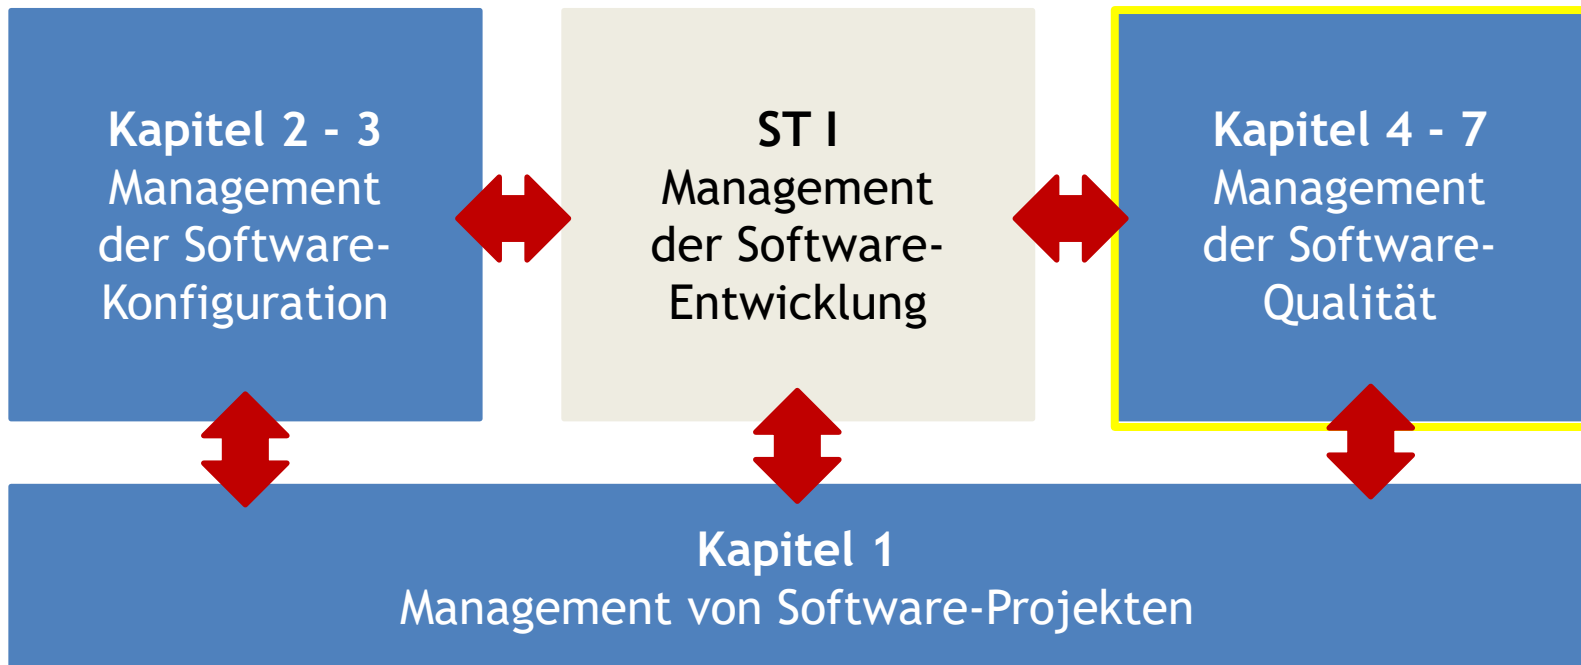 Kapitel 2 - 3
Management
der Software-
Konfiguration
ST I
Management
der Software-
Entwicklung
Kapitel 4 - 7
Management
der Software-
Qualität
Kapitel 1
Management von Software-Projekten